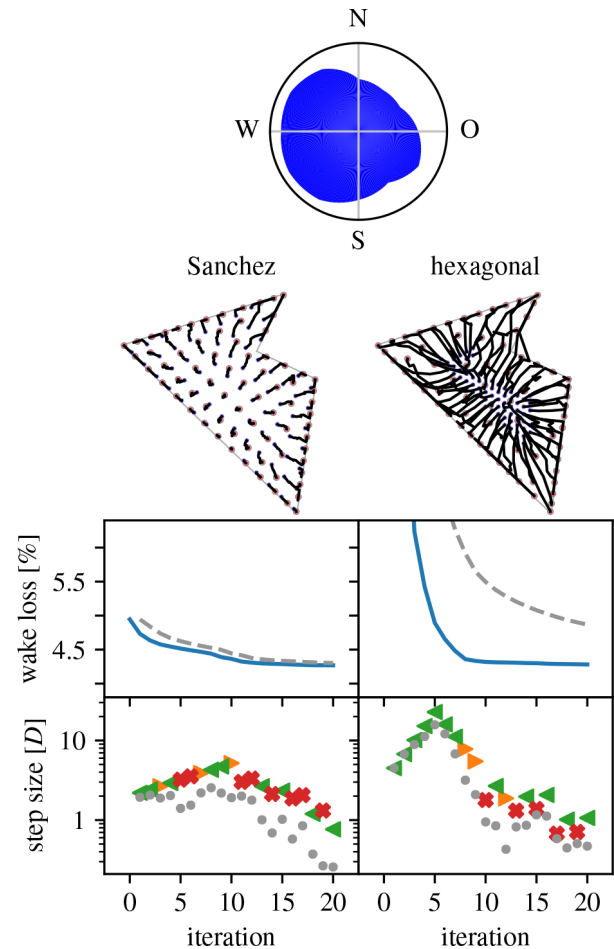 N
W O
S
Sanchez hexagonal
wake loss [%]
5.5
4.5
step size [D]
10
1
0 5 10 15 20 0 5 10 15 20
iteration iteration